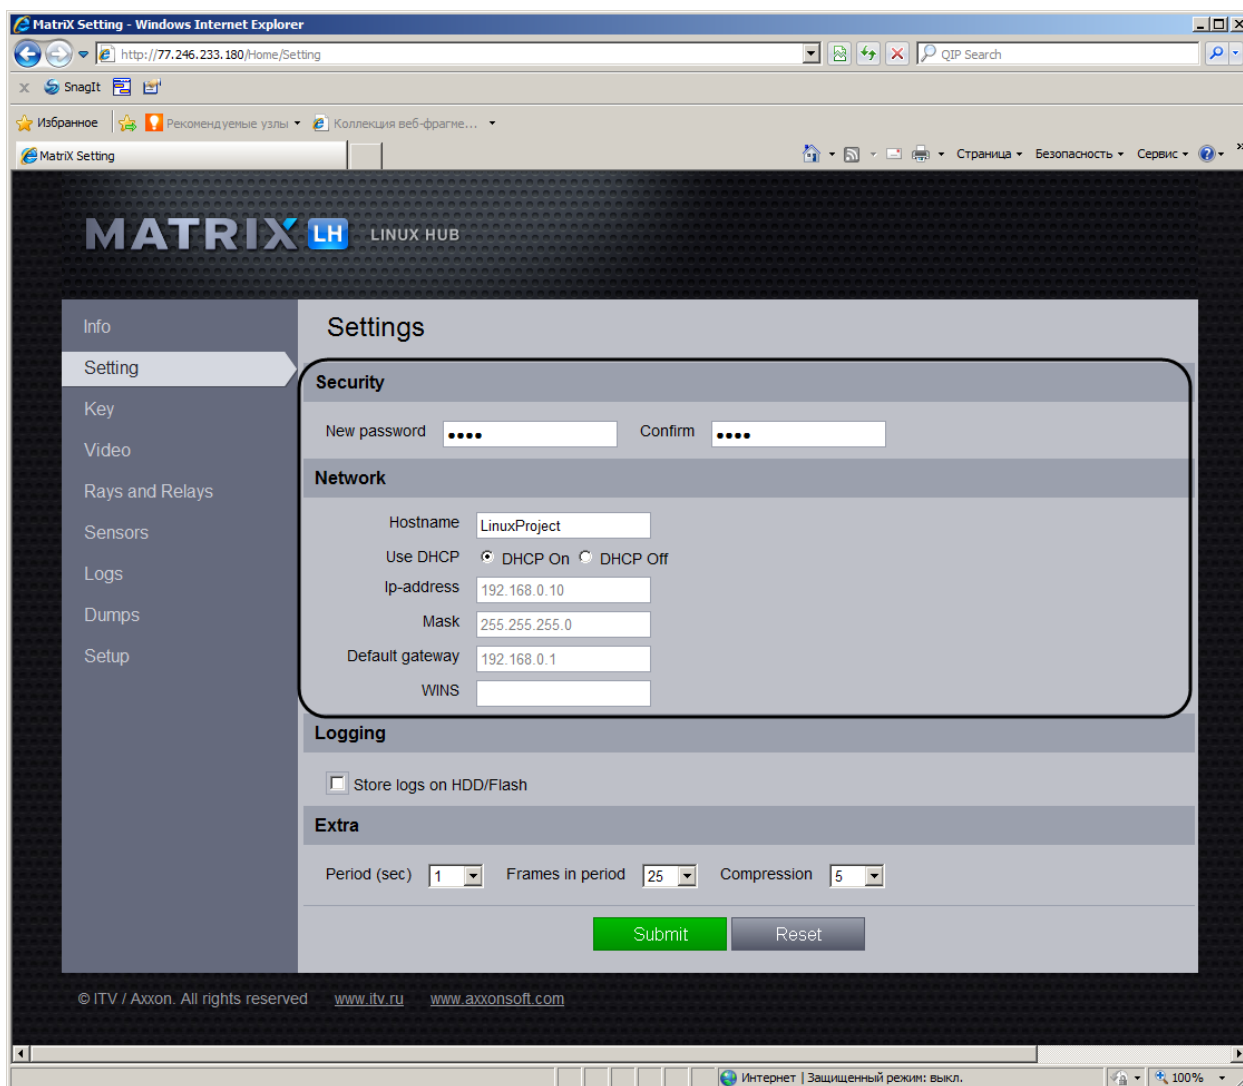 MatriX Setting - Windows Internet Explorer
http://77.246.233.180/Home/Setting
QIP Search
x SnagIt
Избранное Рекомендуемые узлы Коллекция веб-фрагме...
MatriX Setting
Страница Безопасность Сервис »
MATRIX LH LINUX HUB
Info
Setting
Key
Video
Rays and Relays
Sensors
Logs
Dumps
Setup
Settings
Security
New password •••• Confirm ••••
Network
Hostname LinuxProject
Use DHCP DHCP On DHCP Off
Ip-address 192.168.0.10
Mask 255.255.255.0
Default gateway 192.168.0.1
WINS
Logging
Store logs on HDD/Flash
Extra
Period (sec) 1 Frames in period 25 Compression 5
Submit Reset
© ITV / Axxon. All rights reserved www.itv.ru www.axxonsoft.com
Интернет | Защищенный режим: выкл. 100%